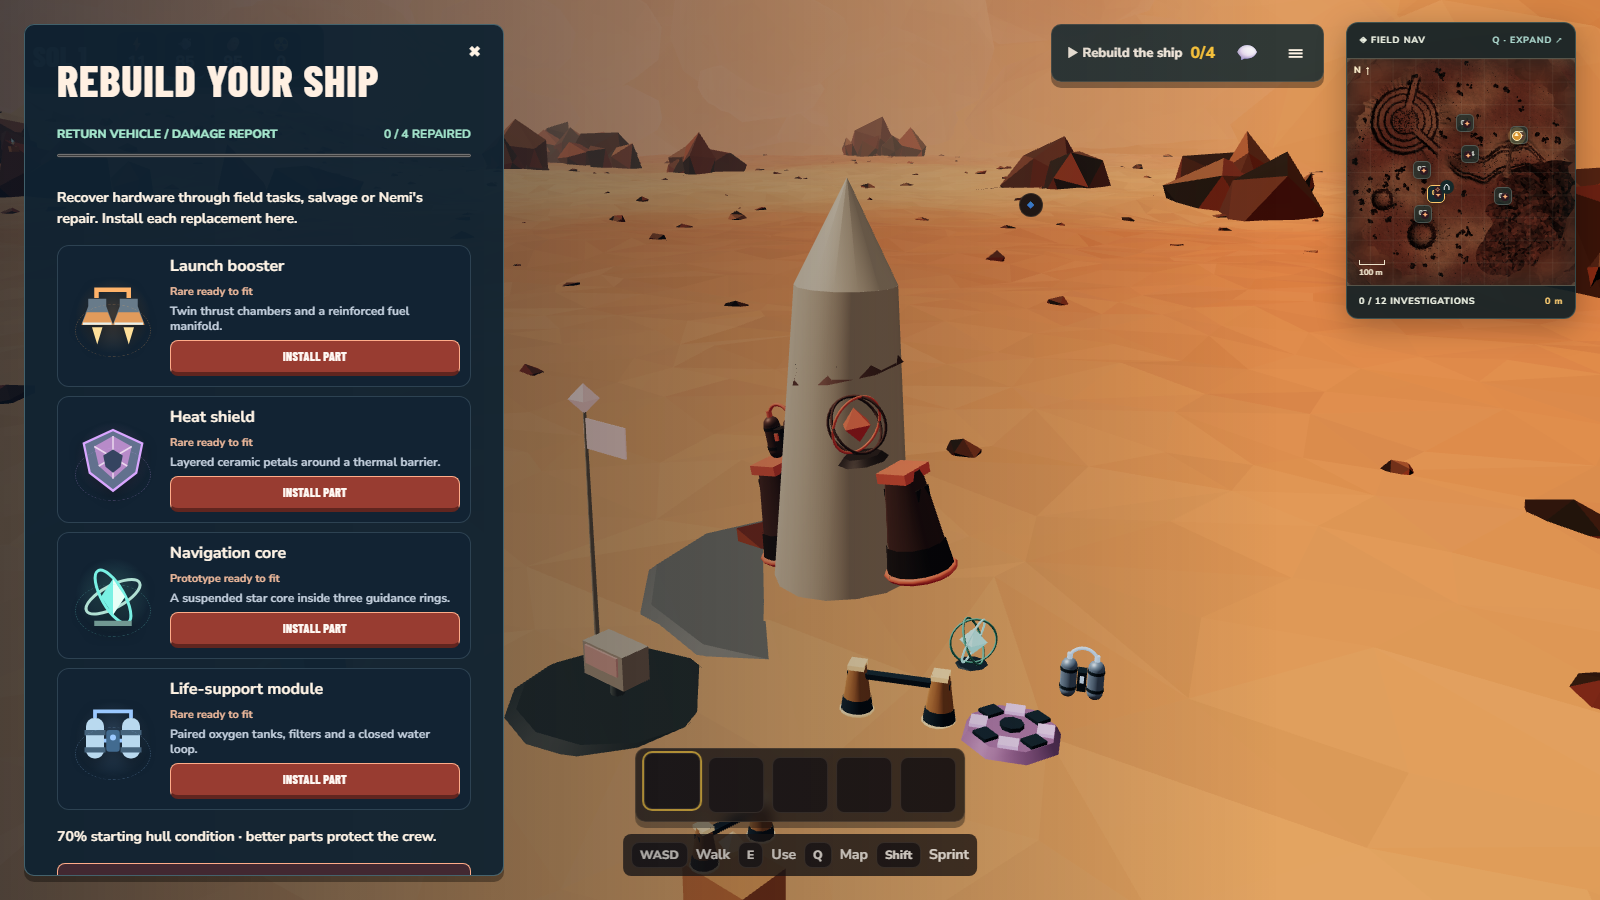 ✖
REBUILD YOUR SHIP
RETURN VEHICLE / DAMAGE REPORT
0 / 4 REPAIRED
Recover hardware through field tasks, salvage or Nemi's
repair. Install each replacement here.
Launch booster
Rare ready to fit
Twin thrust chambers and a reinforced fuel
manifold.
INSTALL PART
Heat shield
Rare ready to fit
Layered ceramic petals around a thermal barrier.
INSTALL PART
Navigation core
Prototype ready to fit
A suspended star core inside three guidance rings.
INSTALL PART
Life-support module
Rare ready to fit
Paired oxygen tanks, filters and a closed water
loop.
INSTALL PART
70% starting hull condition · better parts protect the crew.
▶ Rebuild the ship 0/4
◆ FIELD NAV
Q · EXPAND ↗
N ↑
100 m
0 / 12 INVESTIGATIONS
0 m
WASD Walk E Use Q Map Shift Sprint